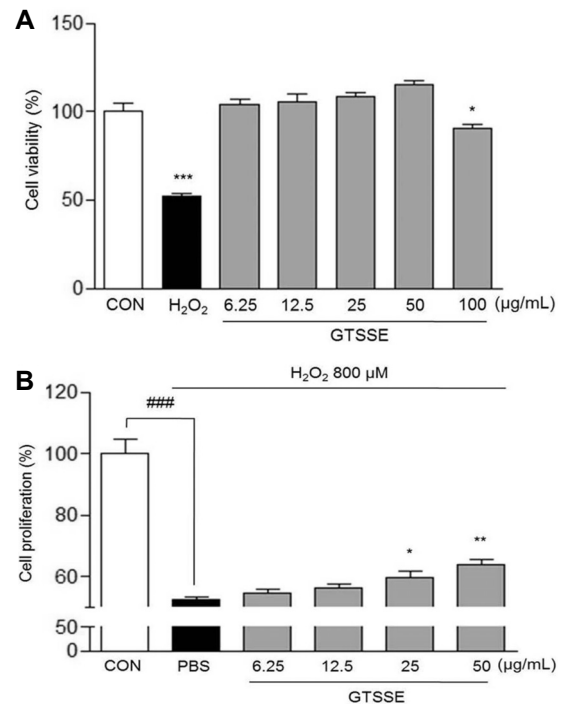 A
Cell viability (%)
150
100
50
0
***
*
CON H₂O₂ 6.25 12.5 25 50 100 (μg/mL)
GTSSE
B
Cell proliferation (%)
H₂O₂ 800 μM
120
100
80
60
50
0
###
*
**
CON PBS 6.25 12.5 25 50 (μg/mL)
GTSSE